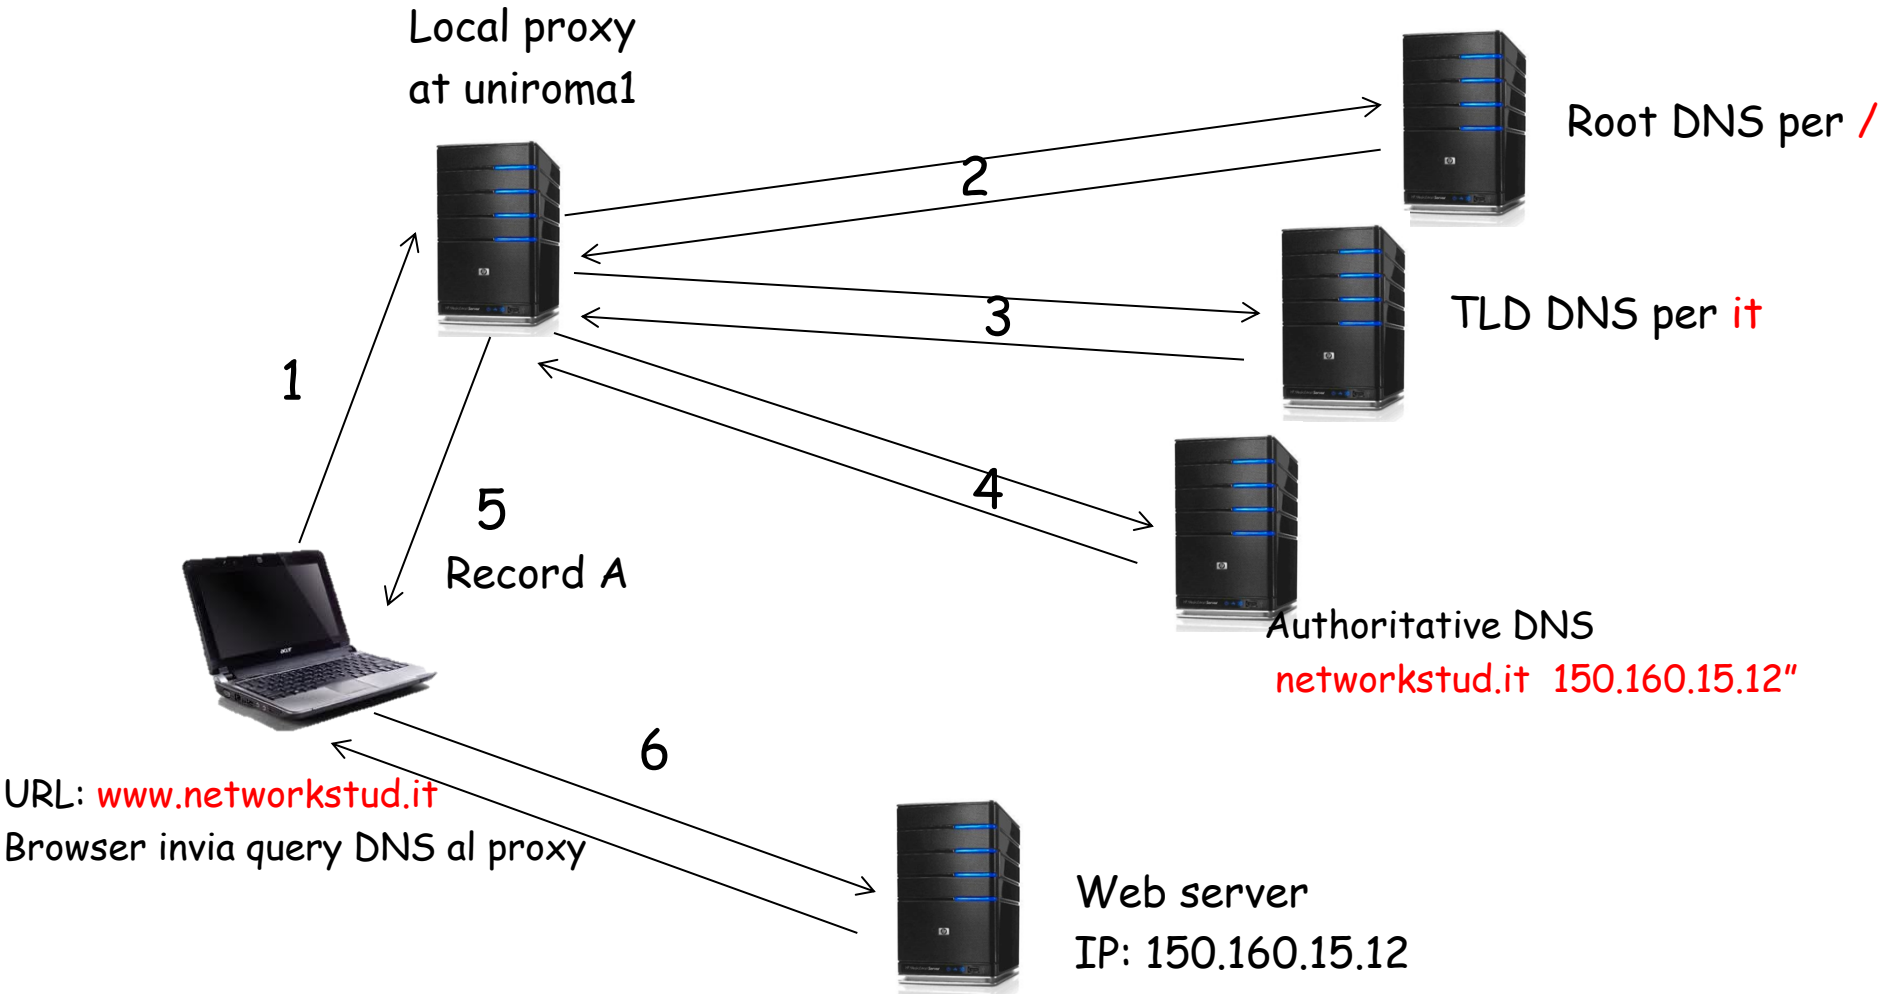 Local proxy
at uniroma1
Root DNS per /
2
TLD DNS per it
3
1
4
5
Record A
Authoritative DNS
networkstud.it 150.160.15.12”
6
URL: www.networkstud.it
Browser invia query DNS al proxy
Web server
IP: 150.160.15.12